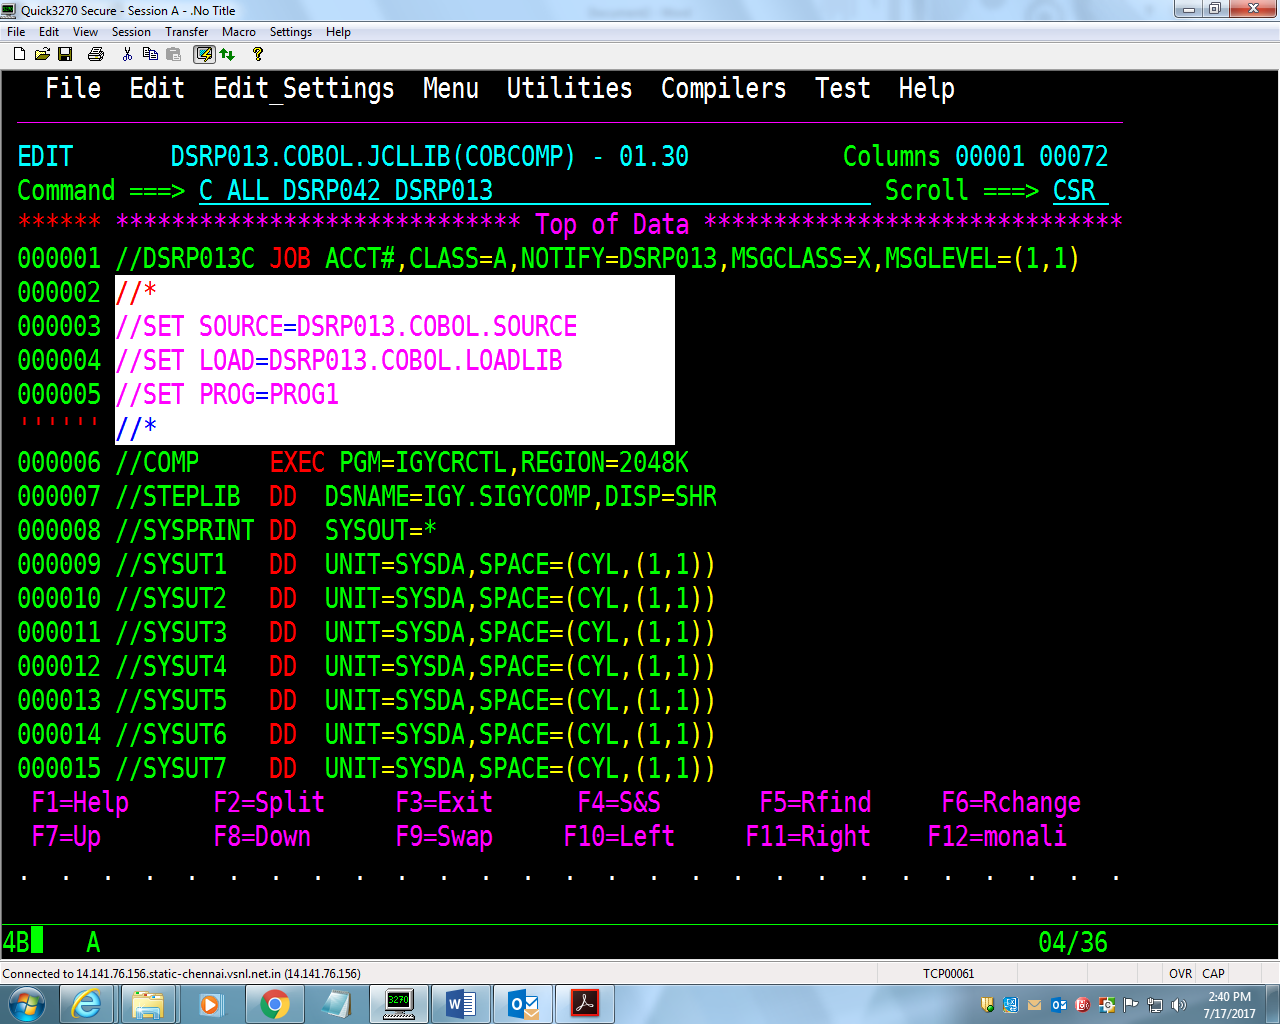 Quick3270 Secure - Session A - .No Title
File Edit View Session Transfer Macro Settings Help
File Edit Edit_Settings Menu Utilities Compilers Test Help
EDIT DSRP013.COBOL.JCLLIB(COBCOMP) - 01.30 Columns 00001 00072
Command ===> C ALL DSRP042 DSRP013 Scroll ===> CSR
****** ***************************** Top of Data ******************************
000001 //DSRP013C JOB ACCT#,CLASS=A,NOTIFY=DSRP013,MSGCLASS=X,MSGLEVEL=(1,1)
000002 //*
000003 //SET SOURCE=DSRP013.COBOL.SOURCE
000004 //SET LOAD=DSRP013.COBOL.LOADLIB
000005 //SET PROG=PROG1
'''''' //*
000006 //COMP EXEC PGM=IGYCRCTL,REGION=2048K
000007 //STEPLIB DD DSNAME=IGY.SIGYCOMP,DISP=SHR
000008 //SYSPRINT DD SYSOUT=*
000009 //SYSUT1 DD UNIT=SYSDA,SPACE=(CYL,(1,1))
000010 //SYSUT2 DD UNIT=SYSDA,SPACE=(CYL,(1,1))
000011 //SYSUT3 DD UNIT=SYSDA,SPACE=(CYL,(1,1))
000012 //SYSUT4 DD UNIT=SYSDA,SPACE=(CYL,(1,1))
000013 //SYSUT5 DD UNIT=SYSDA,SPACE=(CYL,(1,1))
000014 //SYSUT6 DD UNIT=SYSDA,SPACE=(CYL,(1,1))
000015 //SYSUT7 DD UNIT=SYSDA,SPACE=(CYL,(1,1))
F1=Help F2=Split F3=Exit F4=S&S F5=Rfind F6=Rchange
F7=Up F8=Down F9=Swap F10=Left F11=Right F12=monali
. . . . . . . . . . . . . . . . . . . . . . . . . . .
4B A 04/36
Connected to 14.141.76.156.static-chennai.vsnl.net.in (14.141.76.156) TCP00061 OVR CAP
3270
2:40 PM
7/17/2017